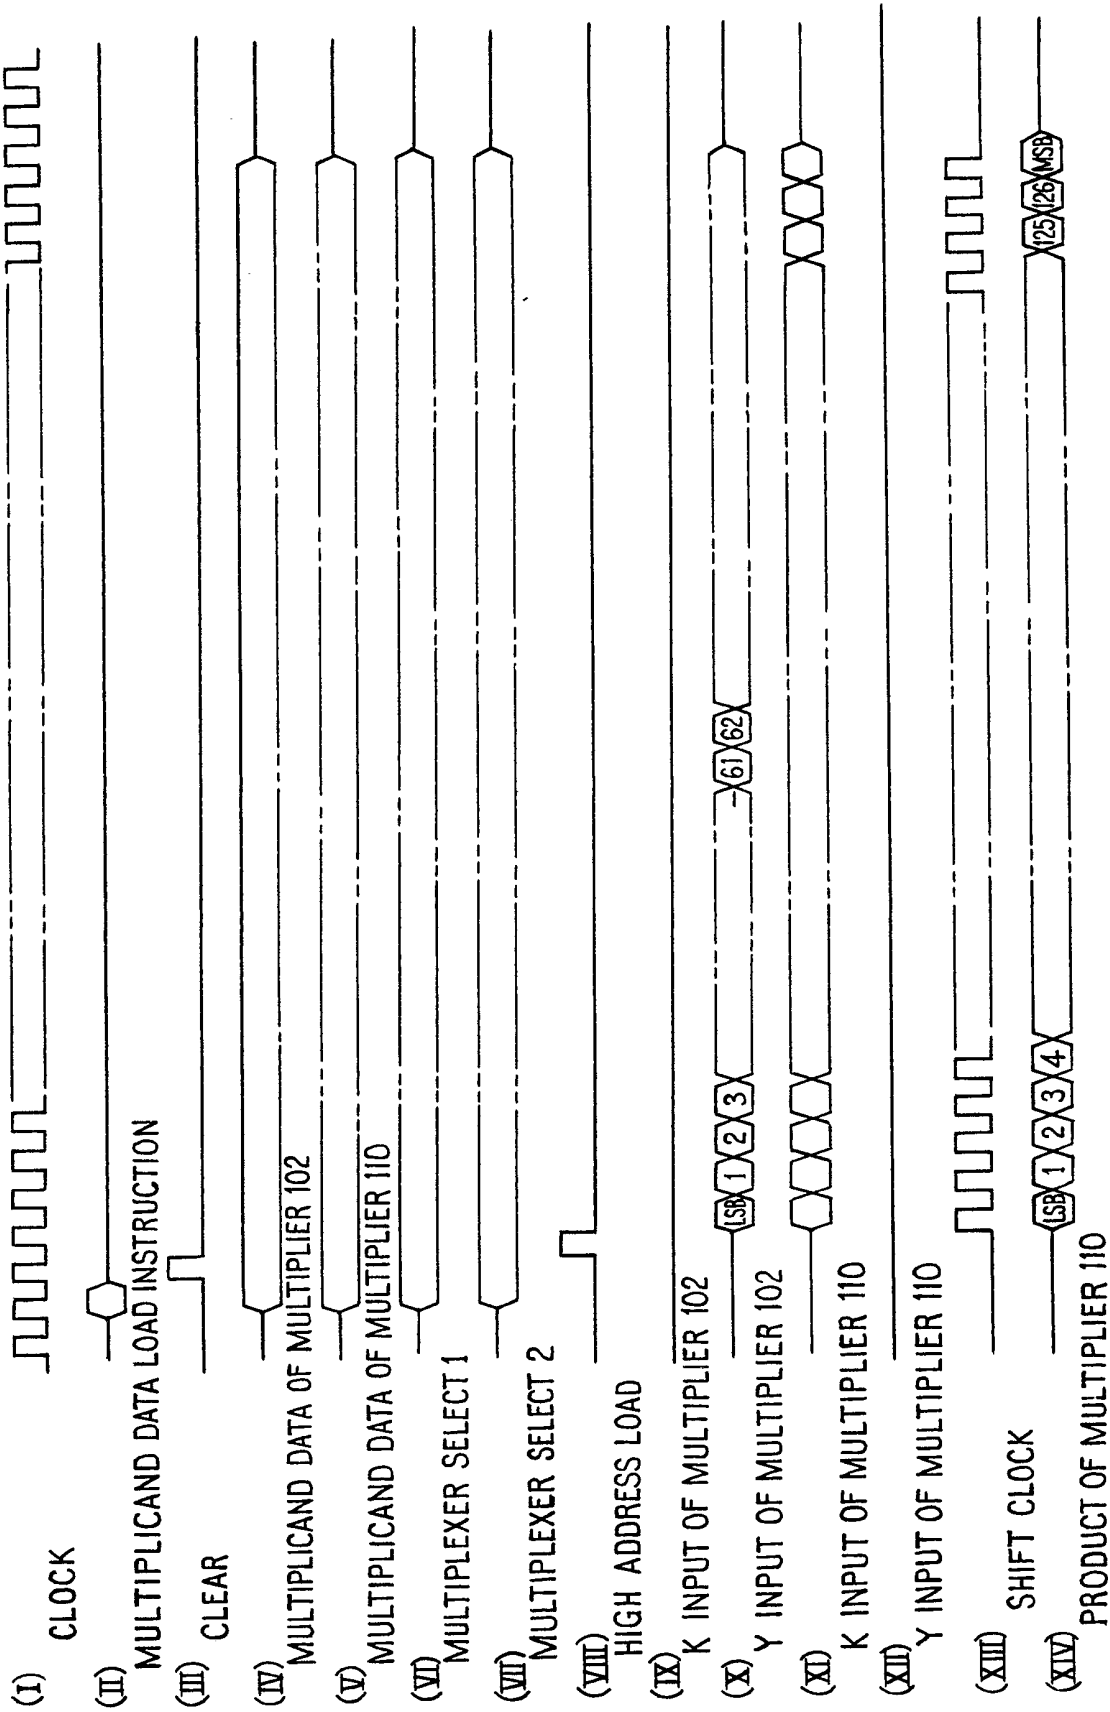 (I) CLOCK
(II) MULTIPLICAND DATA LOAD INSTRUCTION
(III) CLEAR
(IV) MULTIPLICAND DATA OF MULTIPLIER 102
(V) MULTIPLICAND DATA OF MULTIPLIER 110
(VI) MULTIPLEXER SELECT 1
(VII) MULTIPLEXER SELECT 2
(VIII) HIGH ADDRESS LOAD
(IX) K INPUT OF MULTIPLIER 102
(X) Y INPUT OF MULTIPLIER 102
LSB 1 2 3 61 62
(XI) K INPUT OF MULTIPLIER 110
(XII) Y INPUT OF MULTIPLIER 110
(XIII) SHIFT CLOCK
(XIV) PRODUCT OF MULTIPLIER 110
LSB 1 2 3 4 125 126 MSB